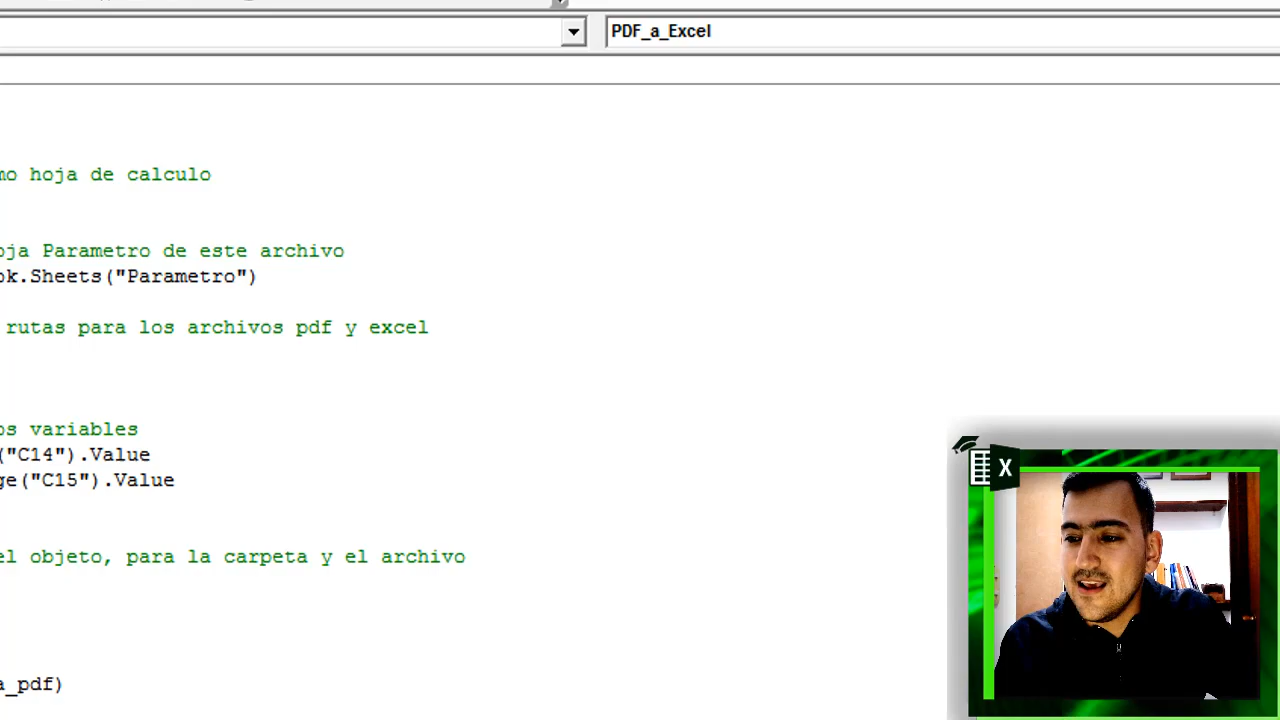 PDF_a_Excel
mo hoja de calculo
oja Parametro de este archivo
ok.Sheets("Parametro")
rutas para los archivos pdf y excel
os variables
("C14").Value
ge("C15").Value
el objeto, para la carpeta y el archivo
a_pdf)
X